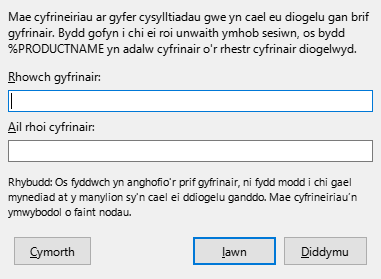 Mae cyfrineiriau ar gyfer cysylltiadau gwe yn cael eu diogelu gan brif
gyfrinair. Bydd gofyn i chi ei roi unwaith ymhob sesiwn, os bydd
%PRODUCTNAME yn adalw cyfrinair o'r rhestr cyfrinair diogelwyd.
Rhowch gyfrinair:
Ail rhoi cyfrinair:
Rhybudd: Os fyddwch yn anghofio'r prif gyfrinair, ni fydd modd i chi gael
mynediad at y manylion sy'n cael ei ddiogelu ganddo. Mae cyfrineiriau'n
ymwybodol o faint nodau.
Cymorth
Iawn
Diddymu